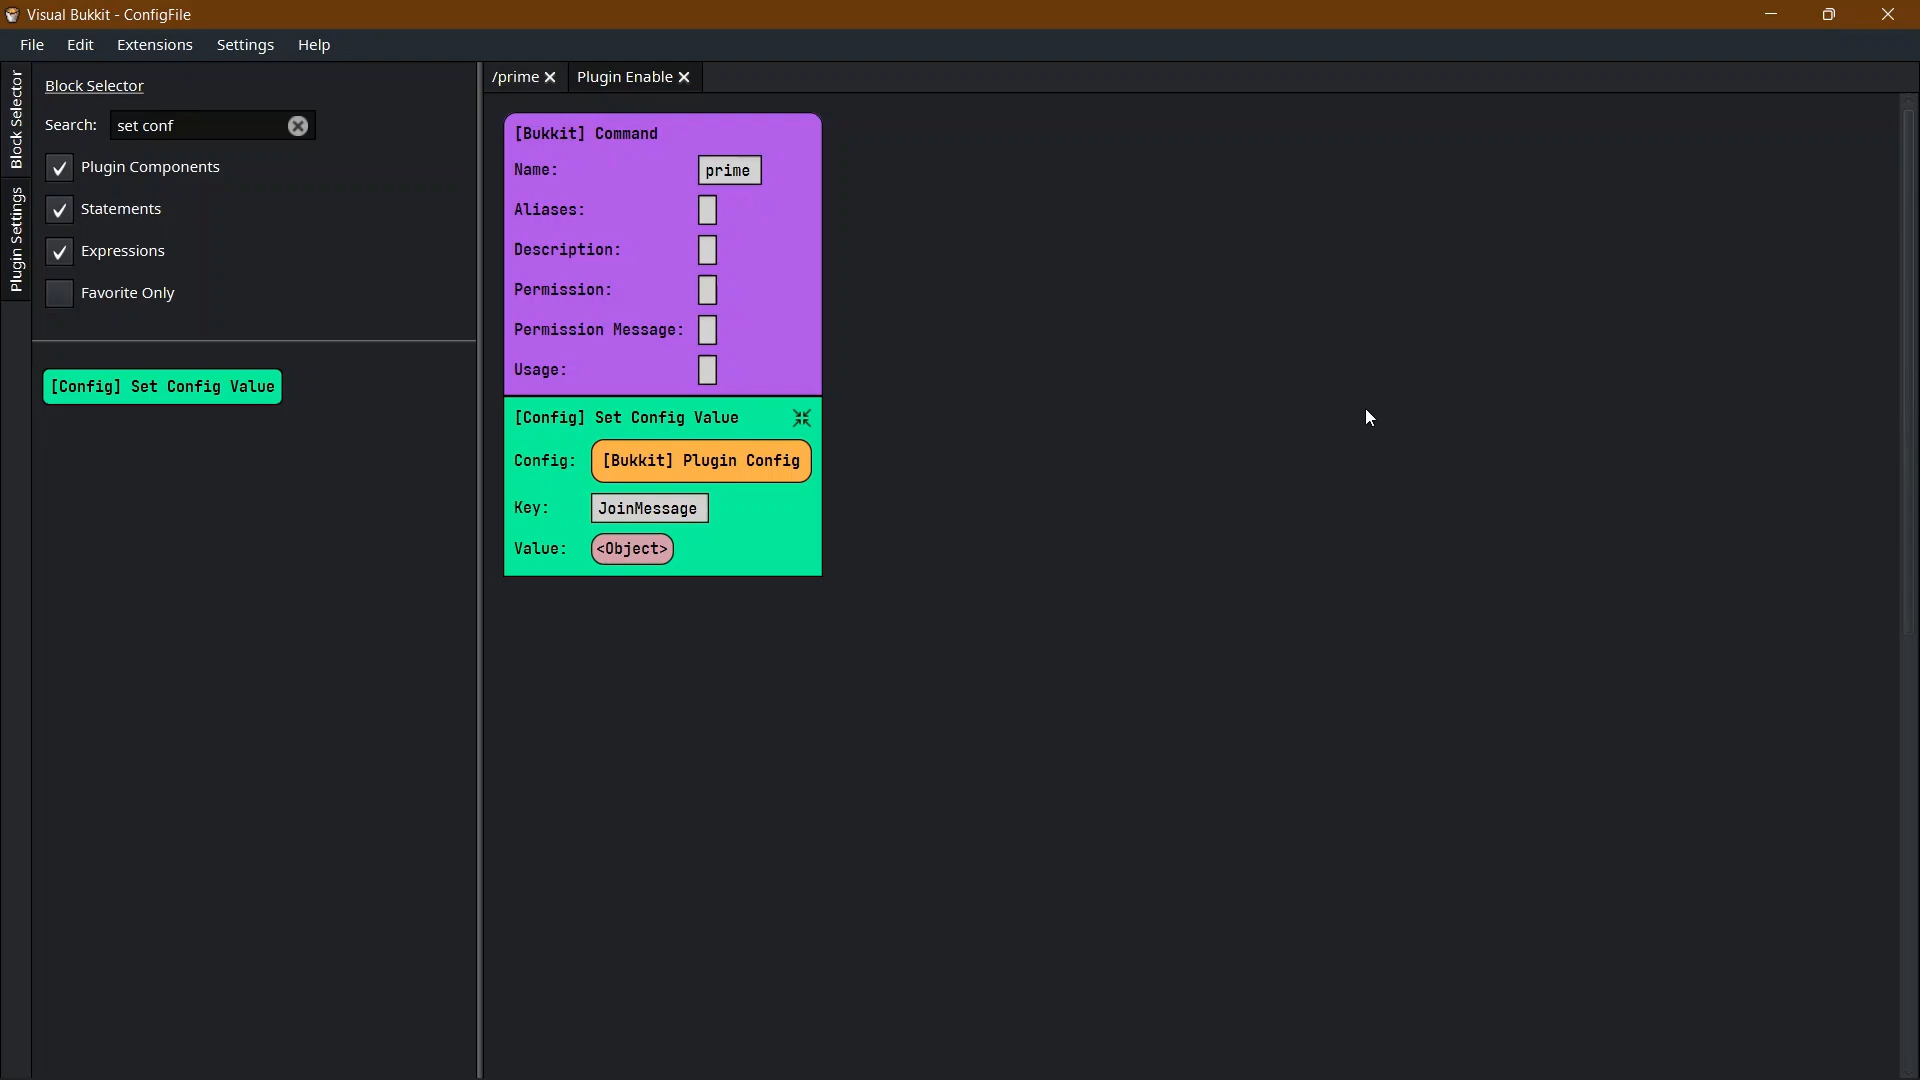 Visual Bukkit - ConfigFile
File Edit Extensions Settings Help
Block Selector
Plugin Settings
Block Selector
Search: set conf
Plugin Components
Statements
Expressions
Favorite Only
[Config] Set Config Value
/prime Plugin Enable
[Bukkit] Command
Name: prime
Aliases:
Description:
Permission:
Permission Message:
Usage:
[Config] Set Config Value
Config: [Bukkit] Plugin Config
Key: JoinMessage
Value: <Object>